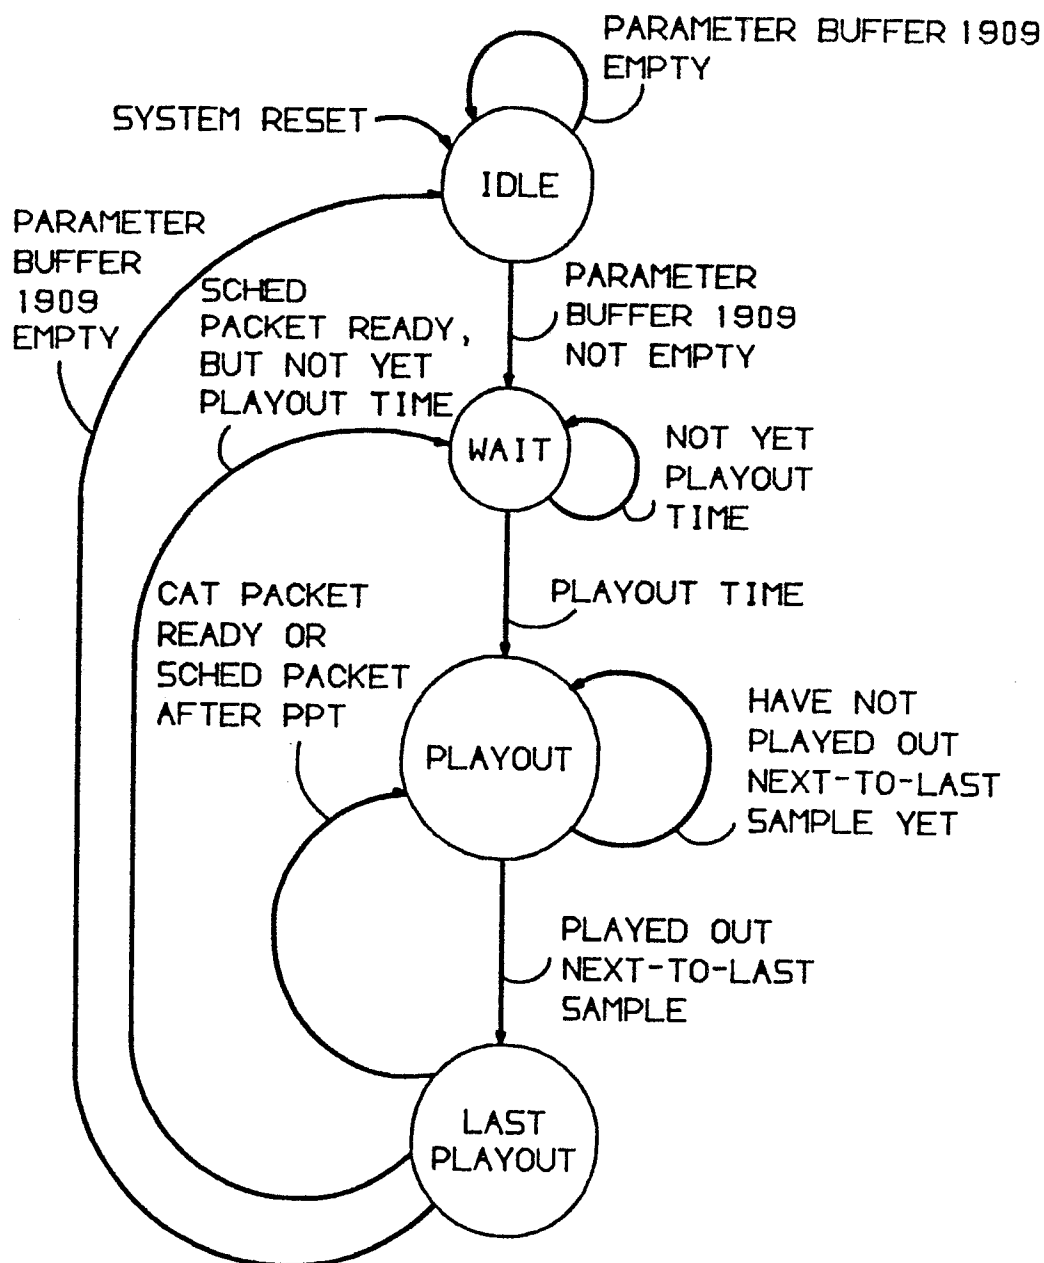 PARAMETER BUFFER 1909
EMPTY
SYSTEM RESET
IDLE
PARAMETER
BUFFER
1909
EMPTY
SCHED
PACKET READY,
BUT NOT YET
PLAYOUT TIME
PARAMETER
BUFFER 1909
NOT EMPTY
WAIT
NOT YET
PLAYOUT
TIME
CAT PACKET
READY OR
SCHED PACKET
AFTER PPT
PLAYOUT TIME
PLAYOUT
HAVE NOT
PLAYED OUT
NEXT-TO-LAST
SAMPLE YET
PLAYED OUT
NEXT-TO-LAST
SAMPLE
LAST
PLAYOUT